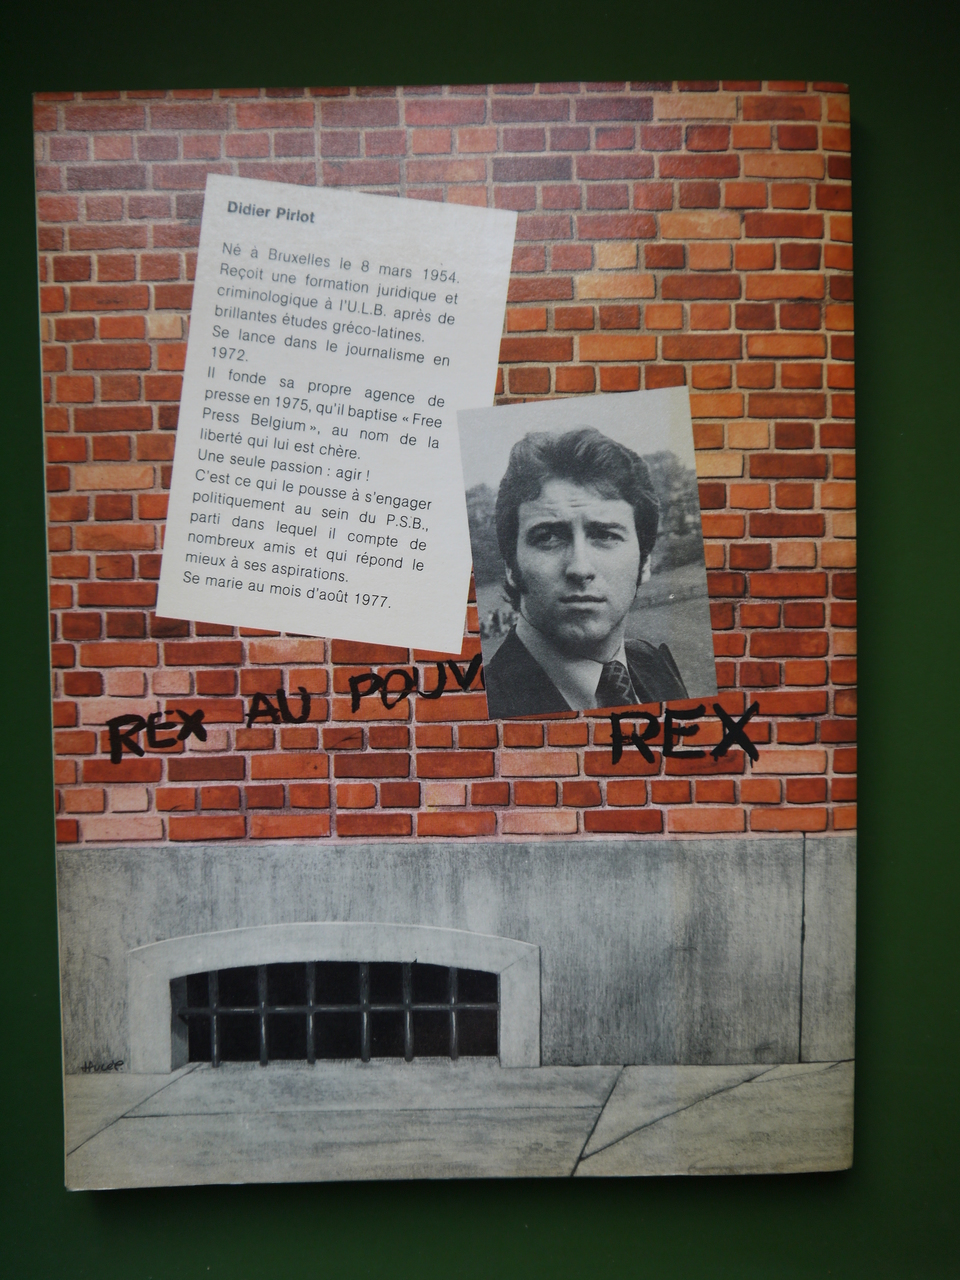 Didier Pirlot
Né à Bruxelles le 8 mars 1954.
Reçoit une formation juridique et
criminologique à l'U.L.B. après de
brillantes études gréco-latines.
Se lance dans le journalisme en
1972.
Il fonde sa propre agence de
presse en 1975, qu'il baptise « Free
Press Belgium », au nom de la
liberté qui lui est chère.
Une seule passion : agir !
C'est ce qui le pousse à s'engager
politiquement au sein du P.S.B.,
parti dans lequel il compte de
nombreux amis et qui répond le
mieux à ses aspirations.
Se marie au mois d'août 1977.
REX AU POUV
REX